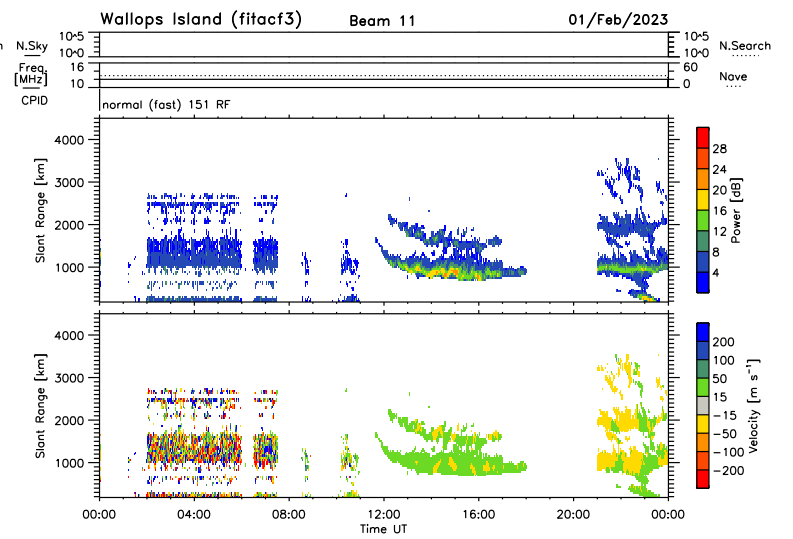 Wallops Island (fitacf3) Beam 11 01/Feb/2023
n N.Sky 10^5 10^0 10^5 10^0 N.Search
Freq. [MHz] 16 10 60 0 Nave
CPID normal (fast) 151 RF
Slant Range [km]
4000
3000
2000
1000
28
24
20
16
12
8
4
Power [dB]
Slant Range [km]
4000
3000
2000
1000
200
100
50
15
-15
-50
-100
-200
Velocity [m s⁻¹]
00:00 04:00 08:00 12:00 16:00 20:00 00:00
Time UT